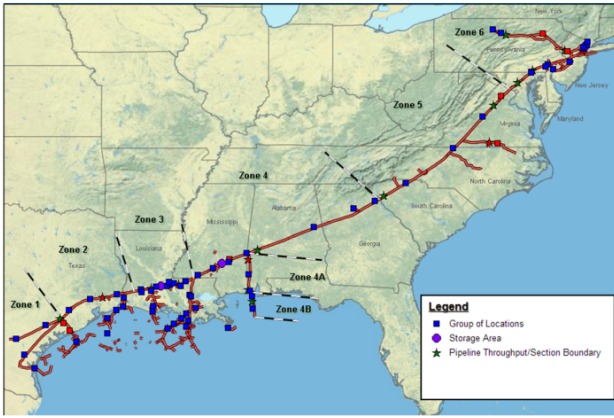 New York
Zone 6
Pennsylvania
New Jersey
Zone 5
Maryland
Virginia
Zone 4
North Carolina
Zone 3
Mississippi
Alabama
South Carolina
Zone 2
Louisiana
Georgia
Texas
Zone 4A
Zone 1
Zone 4B
Legend
Group of Locations
Storage Area
Pipeline Throughput/Section Boundary